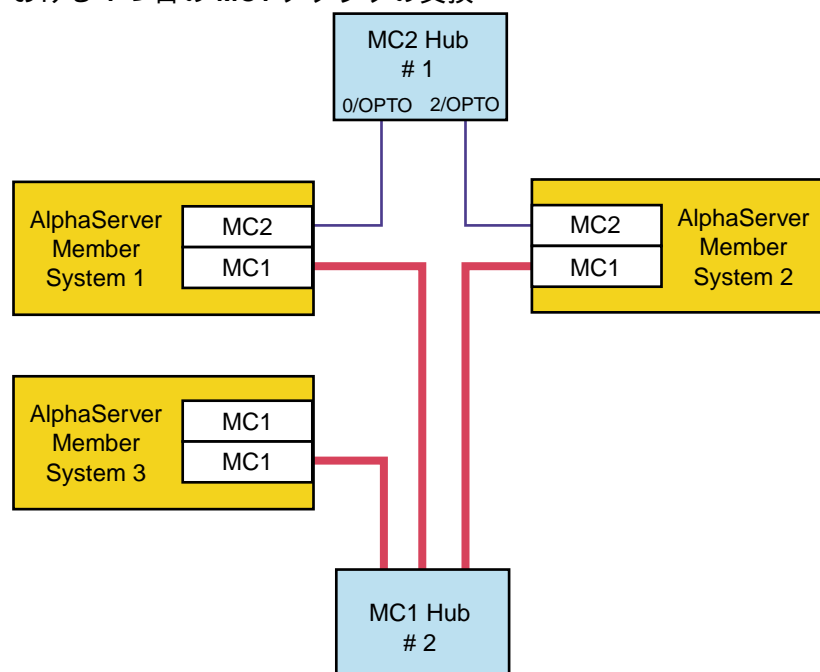 MC2 Hub
# 1
0/OPTO 2/OPTO
AlphaServer
Member
System 1
MC2
MC1
MC2
MC1
AlphaServer
Member
System 2
AlphaServer
Member
System 3
MC1
MC1
MC1 Hub
# 2